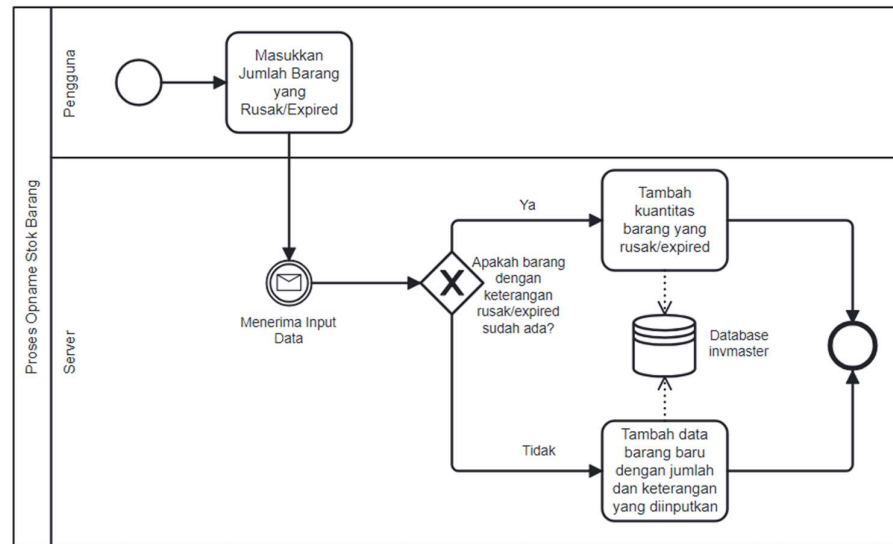 Proses Opname Stok Barang
Pengguna
Masukkan
Jumlah Barang
yang
Rusak/Expired
Server
Menerima Input
Data
Apakah barang
dengan
keterangan
rusak/expired
sudah ada?
Ya
Tambah
kuantitas
barang yang
rusak/expired
Database
invmaster
Tidak
Tambah data
barang baru
dengan jumlah
dan keterangan
yang diinputkan